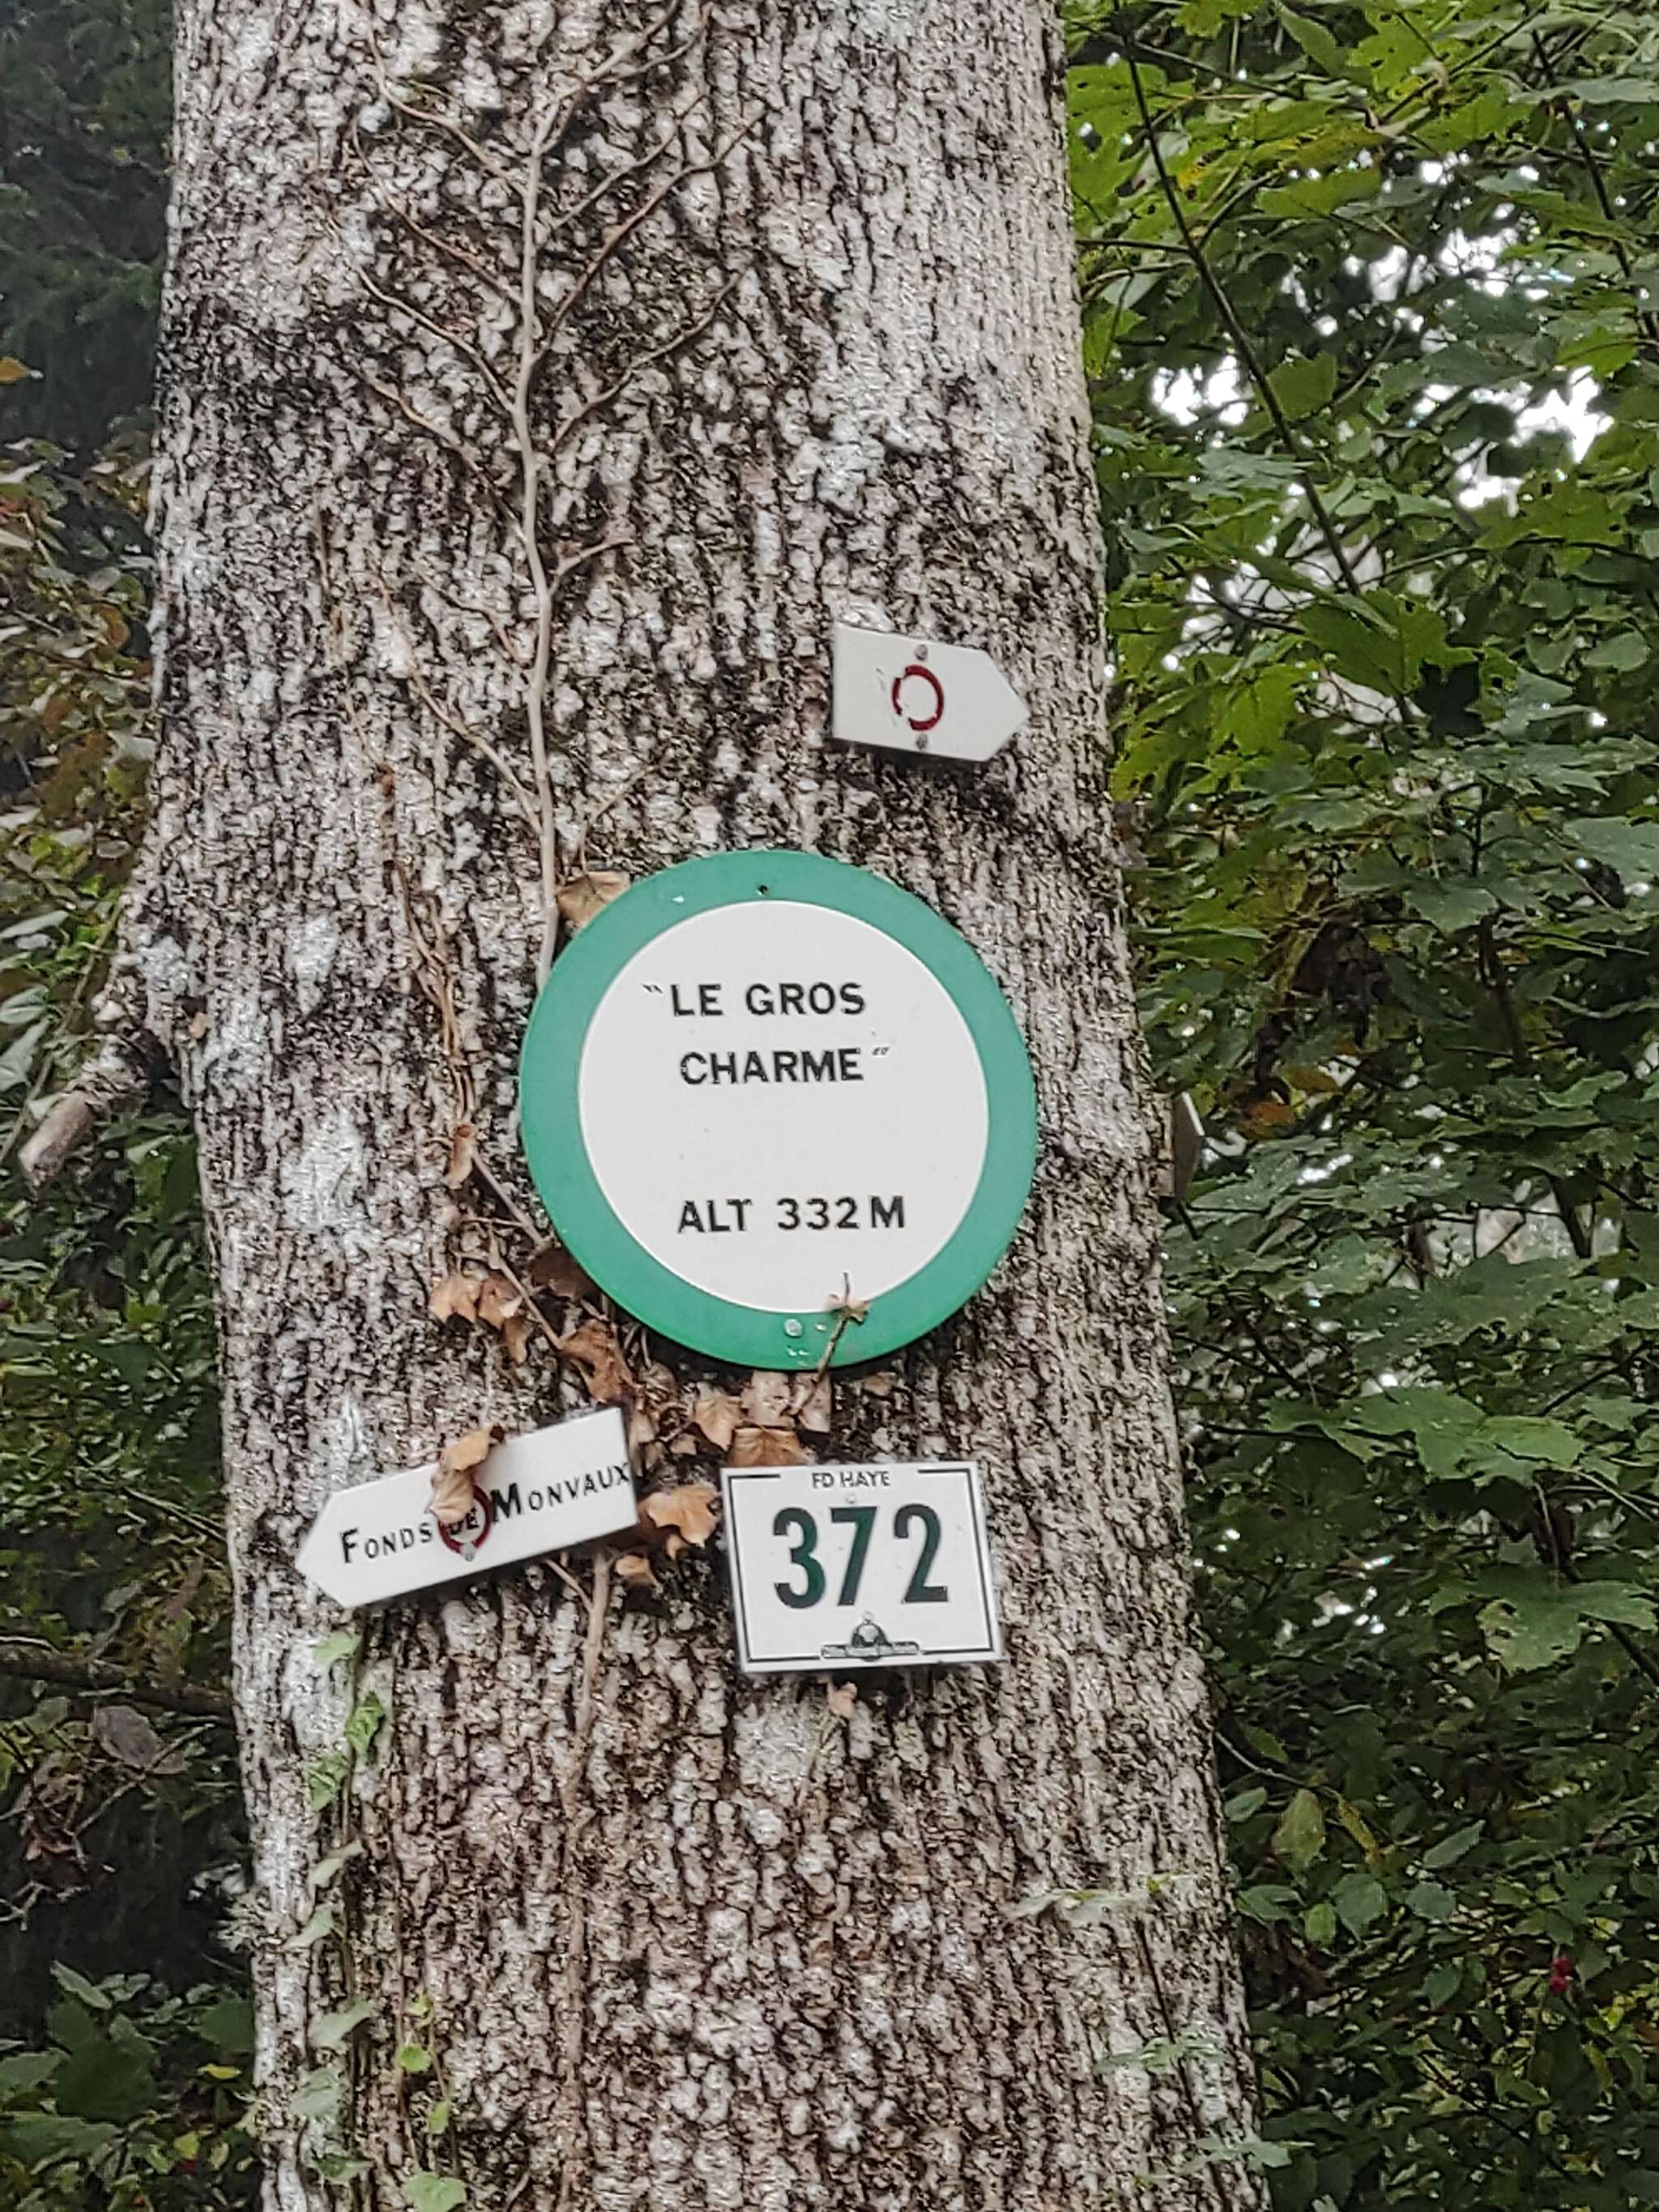 “LE GROS
CHARME”
ALT 332 M
FONDS DE MONVAUX
FD HAYE
372